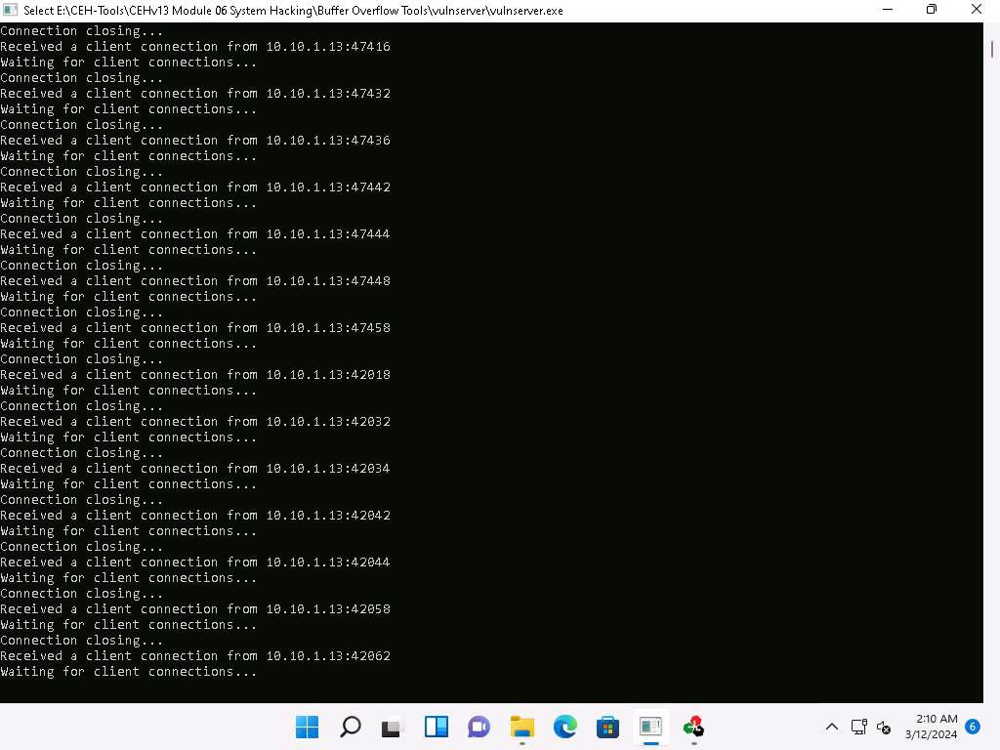 Select E:\CEH-Tools\CEHv13 Module 06 System Hacking\Buffer Overflow Tools\vulnserver\vulnserver.exe
Connection closing...
Received a client connection from 10.10.1.13:47416
Waiting for client connections...
Connection closing...
Received a client connection from 10.10.1.13:47432
Waiting for client connections...
Connection closing...
Received a client connection from 10.10.1.13:47436
Waiting for client connections...
Connection closing...
Received a client connection from 10.10.1.13:47442
Waiting for client connections...
Connection closing...
Received a client connection from 10.10.1.13:47444
Waiting for client connections...
Connection closing...
Received a client connection from 10.10.1.13:47448
Waiting for client connections...
Connection closing...
Received a client connection from 10.10.1.13:47458
Waiting for client connections...
Connection closing...
Received a client connection from 10.10.1.13:42018
Waiting for client connections...
Connection closing...
Received a client connection from 10.10.1.13:42032
Waiting for client connections...
Connection closing...
Received a client connection from 10.10.1.13:42034
Waiting for client connections...
Connection closing...
Received a client connection from 10.10.1.13:42042
Waiting for client connections...
Connection closing...
Received a client connection from 10.10.1.13:42044
Waiting for client connections...
Connection closing...
Received a client connection from 10.10.1.13:42058
Waiting for client connections...
Connection closing...
Received a client connection from 10.10.1.13:42062
Waiting for client connections...
2:10 AM
3/12/2024
6